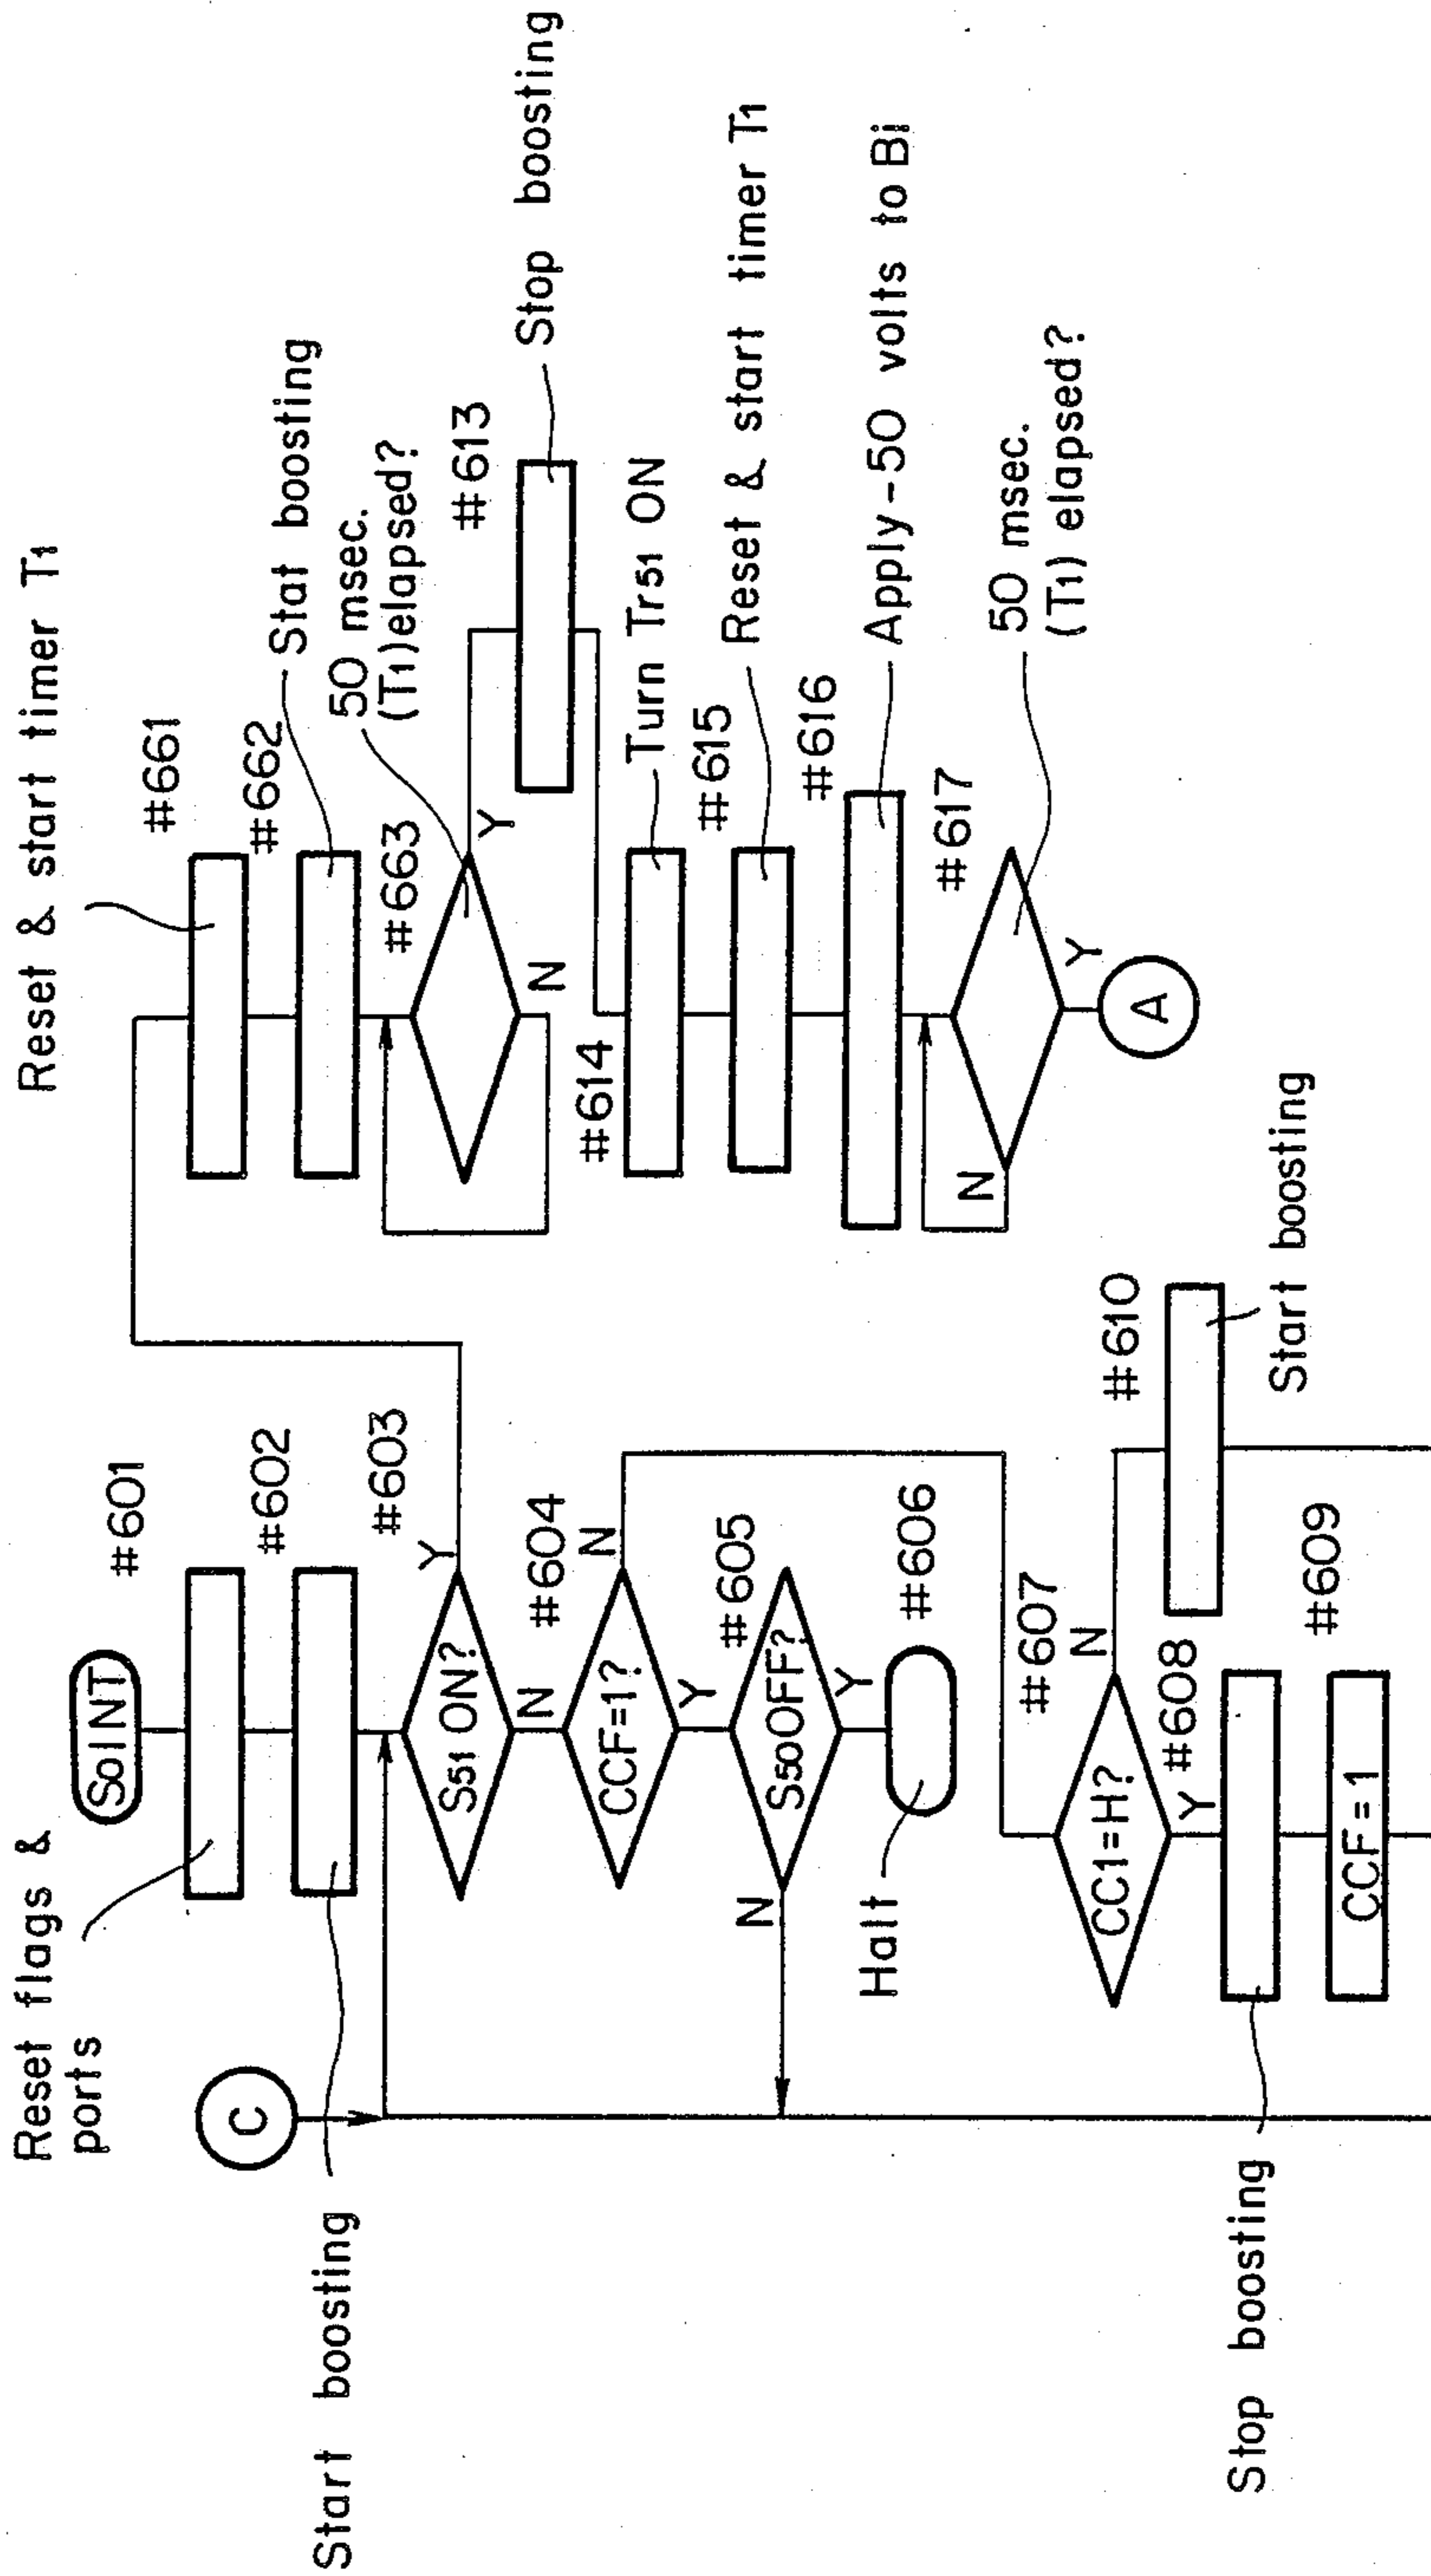 Reset flags &
ports
SoINT
#601
#602
Start boosting
C
#603
S51 ON?
Y
N
#604
CCF=1?
N
Y
#605
S50OFF?
N
Y
#606
Halt
#607
CC1=H?
N
Y
#608
Stop boosting
#609
CCF=1
#610
Start boosting
Reset & start timer T1
#661
#662
Stat boosting
#663
50 msec.
(T1)elapsed?
Y
N
#613
Stop boosting
#614
Turn Tr51 ON
#615
Reset & start timer T1
#616
Apply-50 volts to Bi
#617
50 msec.
(T1) elapsed?
N
Y
A